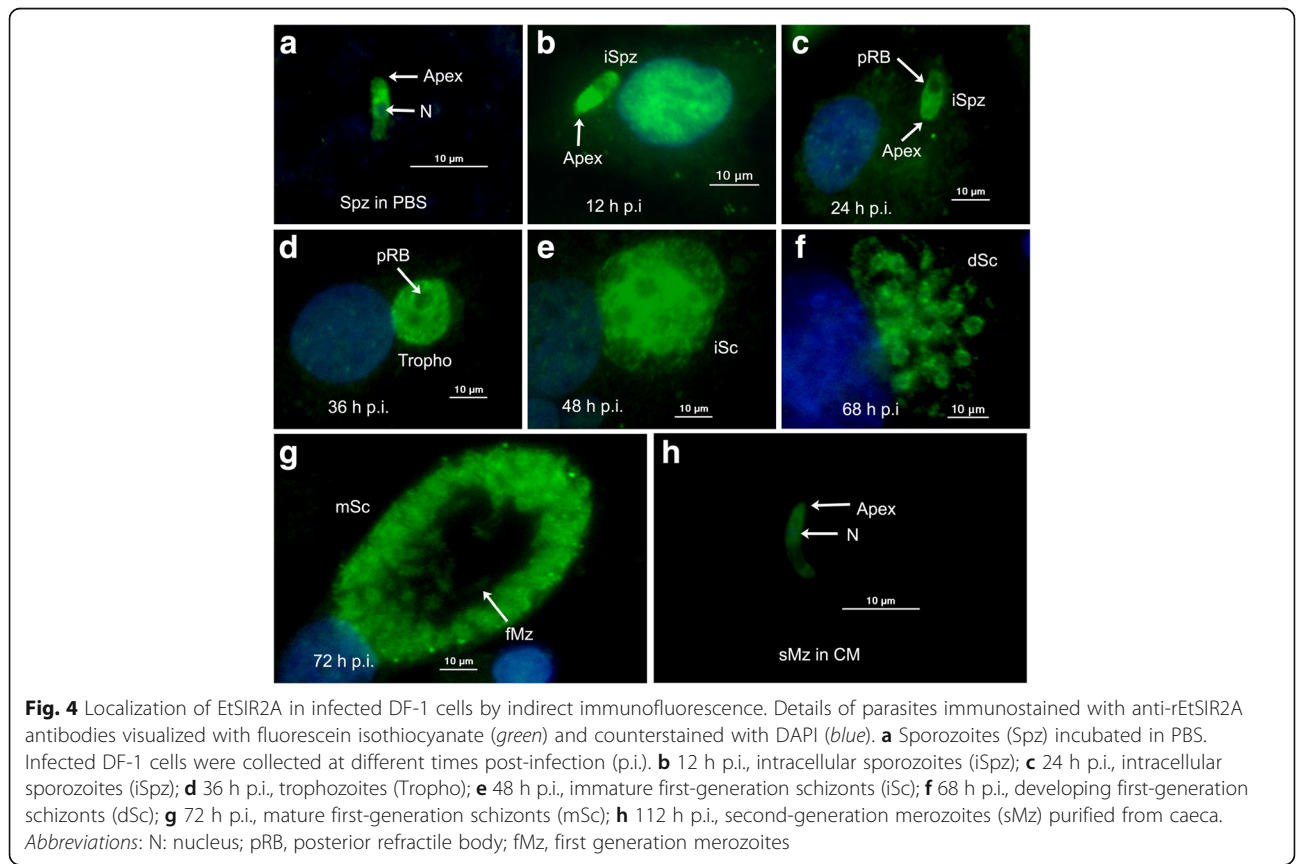 a
Apex
N
10 µm
Spz in PBS
b
iSpz
Apex
10 µm
12 h p.i
c
pRB
iSpz
Apex
10 µm
24 h p.i.
d
pRB
Tropho
10 µm
36 h p.i.
e
iSc
48 h p.i.
10 µm
f
dSc
68 h p.i
10 µm
g
mSc
fMz
72 h p.i.
10 µm
h
Apex
N
10 µm
sMz in CM
Fig. 4 Localization of EtSIR2A in infected DF-1 cells by indirect immunofluorescence. Details of parasites immunostained with anti-rEtSIR2A
antibodies visualized with fluorescein isothiocyanate (green) and counterstained with DAPI (blue). a Sporozoites (Spz) incubated in PBS.
Infected DF-1 cells were collected at different times post-infection (p.i.). b 12 h p.i., intracellular sporozoites (iSpz); c 24 h p.i., intracellular
sporozoites (iSpz); d 36 h p.i., trophozoites (Tropho); e 48 h p.i., immature first-generation schizonts (iSc); f 68 h p.i., developing first-generation
schizonts (dSc); g 72 h p.i., mature first-generation schizonts (mSc); h 112 h p.i., second-generation merozoites (sMz) purified from caeca.
Abbreviations: N: nucleus; pRB, posterior refractile body; fMz, first generation merozoites